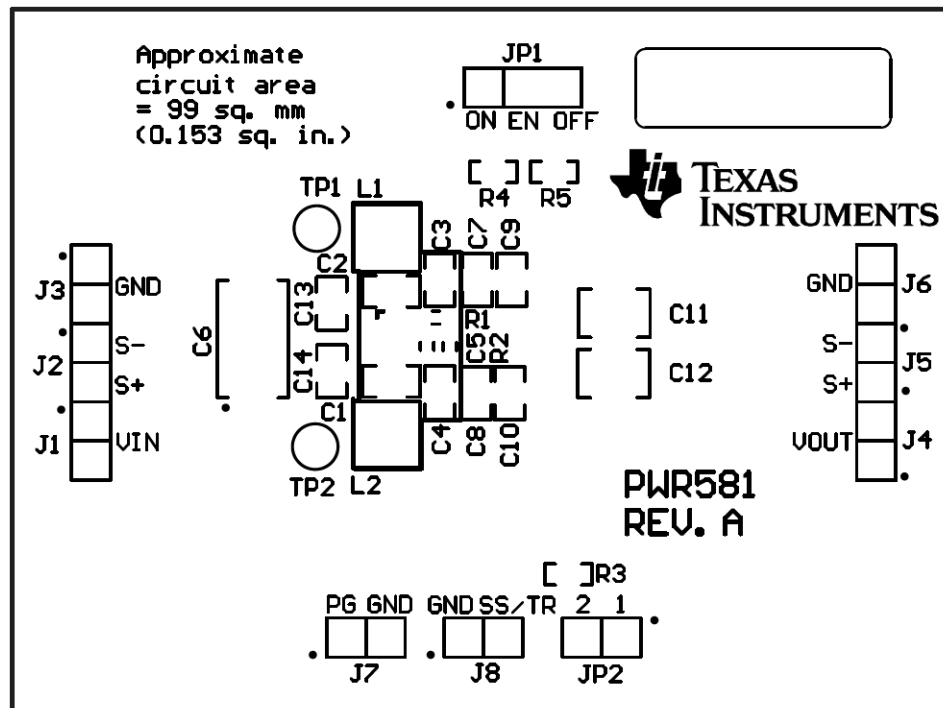 Approximate
circuit area
= 99 sq. mm
(0.153 sq. in.)
JP1
ON EN OFF
R4 R5
TEXAS
INSTRUMENTS
TP1 L1
C3 C7 C9
C2
J3 GND
C6
C13
R1
S-
J2
S+
C14
C5
R2
C1
J1 VIN
C4 C8 C10
TP2 L2
C11
C12
GND J6
S-
J5
S+
VOUT J4
PWR581
REV. A
R3
PG GND GND SS/TR 2 1
J7 J8 JP2